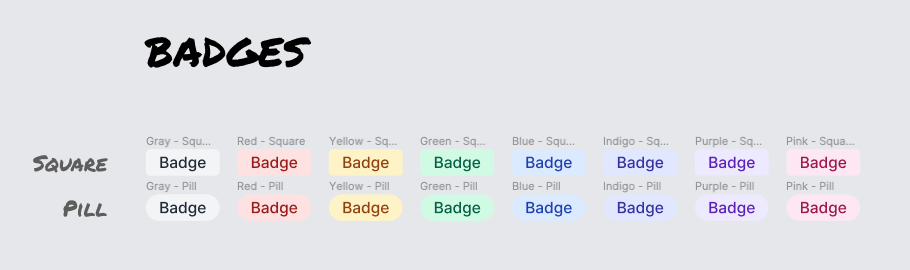 BADGES
Gray - Squ... Red - Square Yellow - Sq... Green - Sq... Blue - Squ... Indigo - Sq... Purple - Sq... Pink - Squa...
SQUARE Badge Badge Badge Badge Badge Badge Badge Badge
Gray - Pill Red - Pill Yellow - Pill Green - Pill Blue - Pill Indigo - Pill Purple - Pill Pink - Pill
PILL Badge Badge Badge Badge Badge Badge Badge Badge